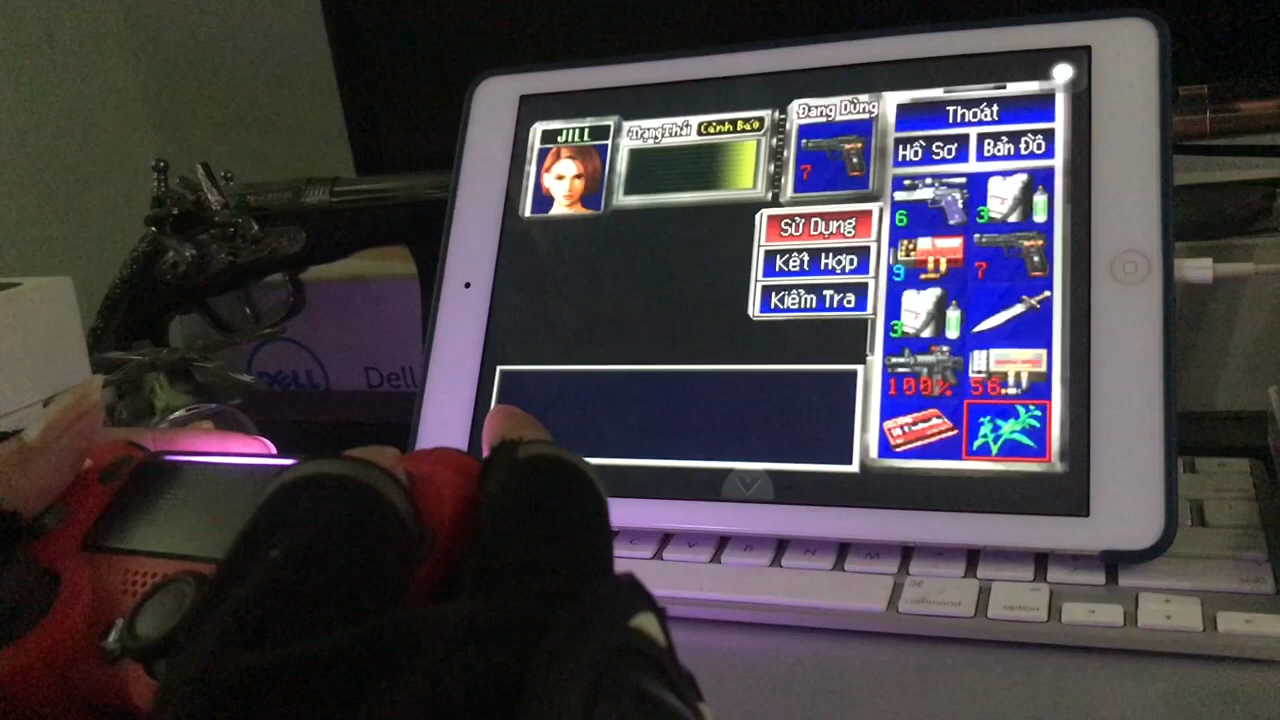 JILL
Trạng Thái
Cảnh Báo
Đang Dùng
7
Thoát
Hồ Sơ
Bản Đồ
6
3
9
7
3
100%
56
Sử Dụng
Kết Hợp
Kiểm Tra
DELL
Dell
C
V
B
N
M
command
option